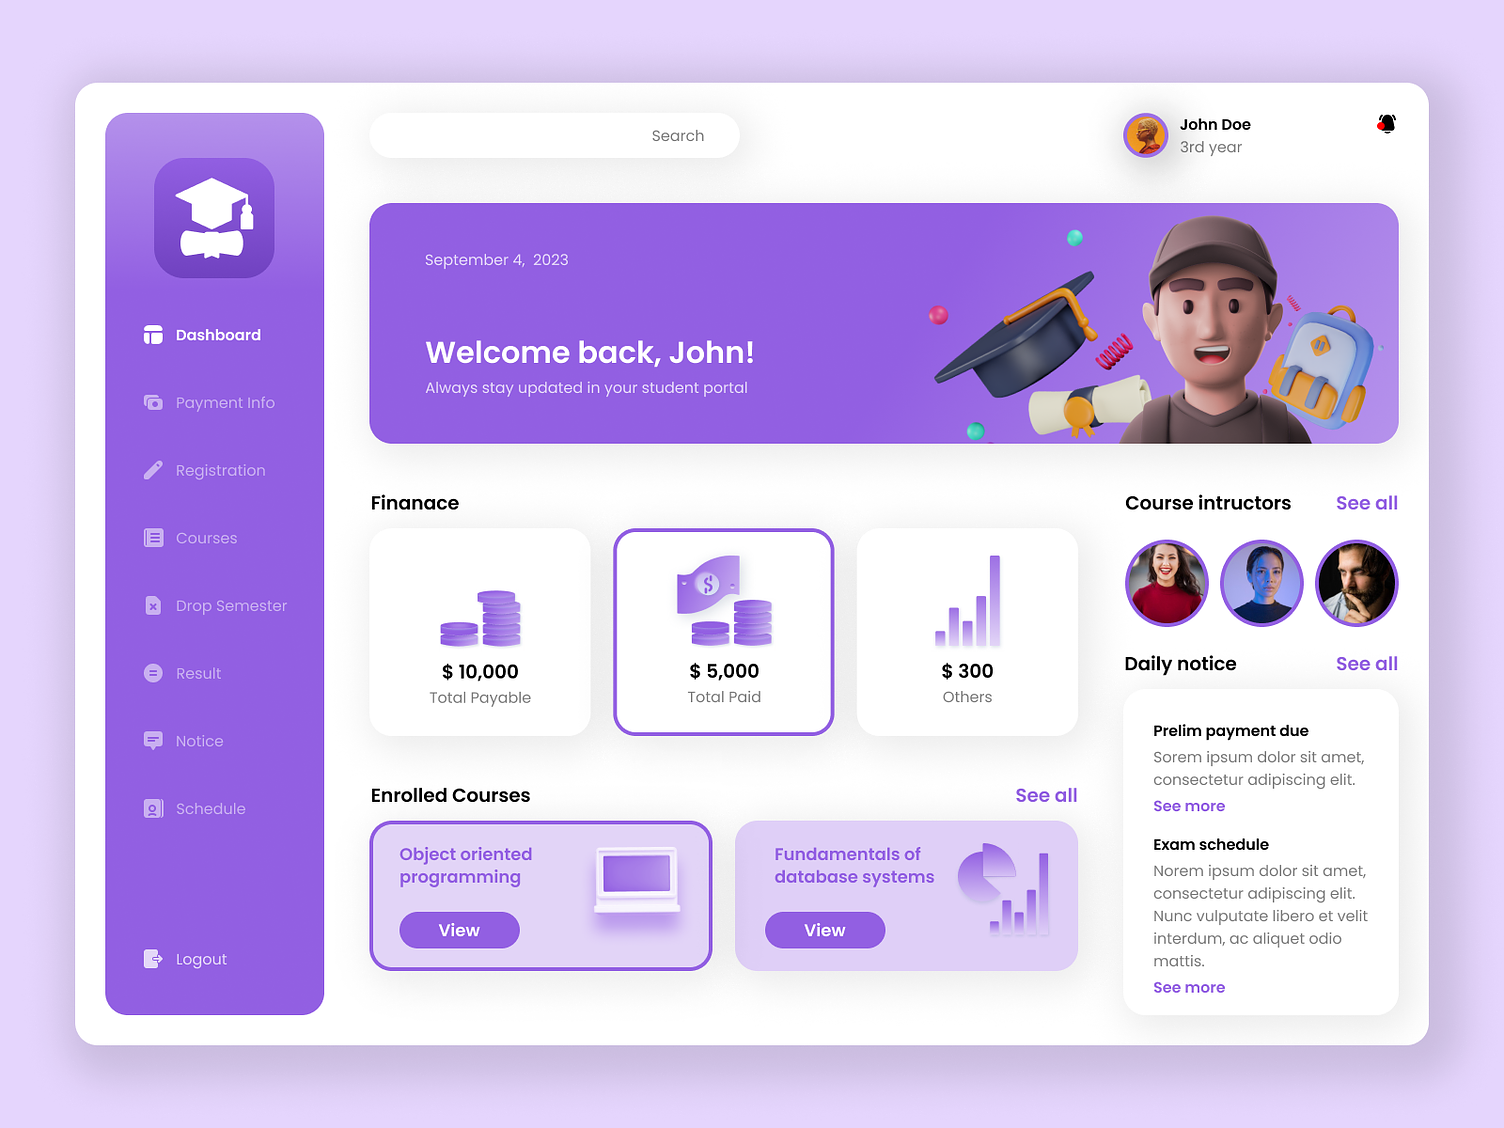 Search
John Doe
3rd year
Dashboard
Payment Info
Registration
Courses
Drop Semester
Result
Notice
Schedule
Logout
September 4,  2023
Welcome back, John!
Always stay updated in your student portal
Finanace
$
$ 10,000
Total Payable
$ 5,000
Total Paid
$ 300
Others
Enrolled Courses
See all
Object oriented
programming
View
Fundamentals of
database systems
View
Course intructors
See all
Daily notice
See all
Prelim payment due
Sorem ipsum dolor sit amet,
consectetur adipiscing elit.
See more
Exam schedule
Norem ipsum dolor sit amet,
consectetur adipiscing elit.
Nunc vulputate libero et velit
interdum, ac aliquet odio
mattis.
See more